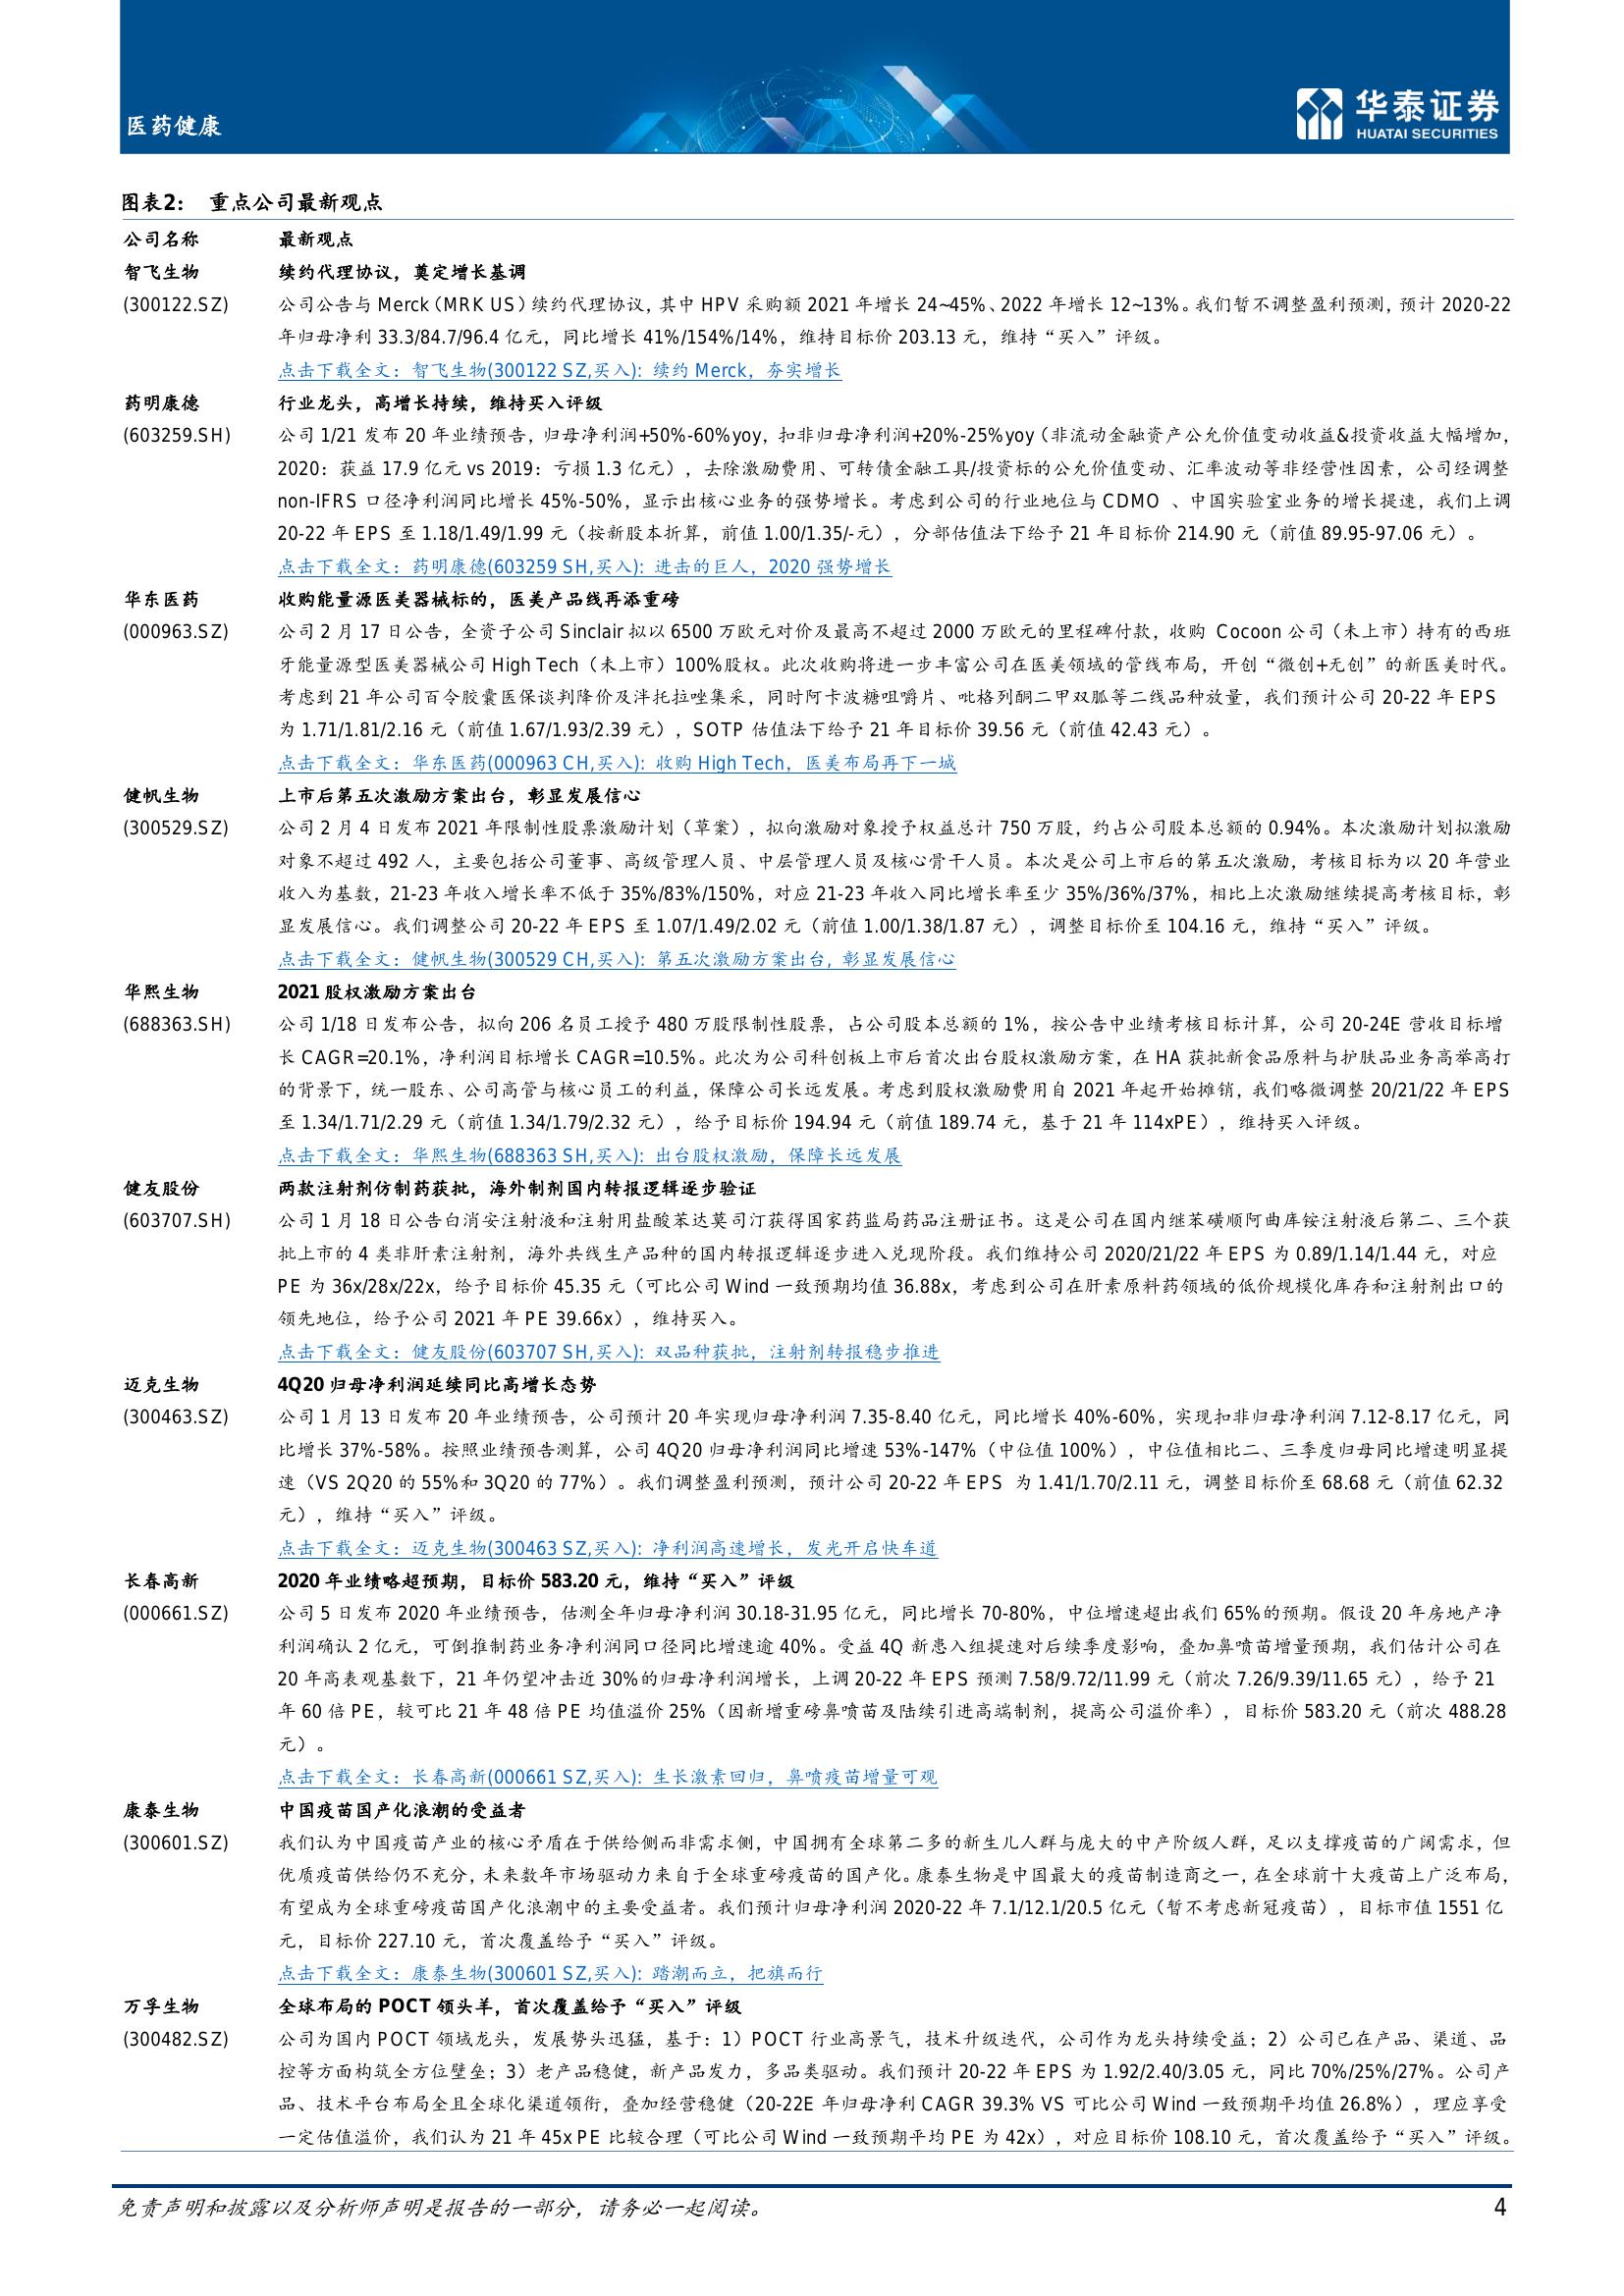 医药健康
华泰证券
HUATAI SECURITIES
图表2： 重点公司最新观点
公司名称 最新观点
智飞生物 续约代理协议，奠定增长基调
(300122.SZ) 公司公告与 Merck（MRK US）续约代理协议，其中 HPV 采购额 2021 年增长 24~45%、2022 年增长 12~13%。我们暂不调整盈利预测，预计 2020-22
年归母净利 33.3/84.7/96.4 亿元，同比增长 41%/154%/14%，维持目标价 203.13 元，维持“买入”评级。
点击下载全文：智飞生物(300122 SZ,买入): 续约 Merck，夯实增长
药明康德 行业龙头，高增长持续，维持买入评级
(603259.SH) 公司 1/21 发布 20 年业绩预告，归母净利润+50%-60%yoy，扣非归母净利润+20%-25%yoy（非流动金融资产公允价值变动收益&投资收益大幅增加，
2020：获益 17.9 亿元 vs 2019：亏损 1.3 亿元），去除激励费用、可转债金融工具/投资标的公允价值变动、汇率波动等非经营性因素，公司经调整
non-IFRS 口径净利润同比增长 45%-50%，显示出核心业务的强势增长。考虑到公司的行业地位与 CDMO 、中国实验室业务的增长提速，我们上调
20-22 年 EPS 至 1.18/1.49/1.99 元（按新股本折算，前值 1.00/1.35/-元），分部估值法下给予 21 年目标价 214.90 元（前值 89.95-97.06 元）。
点击下载全文：药明康德(603259 SH,买入): 进击的巨人，2020 强势增长
华东医药 收购能量源医美器械标的，医美产品线再添重磅
(000963.SZ) 公司 2 月 17 日公告，全资子公司 Sinclair 拟以 6500 万欧元对价及最高不超过 2000 万欧元的里程碑付款，收购 Cocoon 公司（未上市）持有的西班
牙能量源型医美器械公司 High Tech（未上市）100%股权。此次收购将进一步丰富公司在医美领域的管线布局，开创“微创+无创”的新医美时代。
考虑到 21 年公司百令胶囊医保谈判降价及泮托拉唑集采，同时阿卡波糖咀嚼片、吡格列酮二甲双胍等二线品种放量，我们预计公司 20-22 年 EPS
为 1.71/1.81/2.16 元（前值 1.67/1.93/2.39 元），SOTP 估值法下给予 21 年目标价 39.56 元（前值 42.43 元）。
点击下载全文：华东医药(000963 CH,买入): 收购 High Tech，医美布局再下一城
健帆生物 上市后第五次激励方案出台，彰显发展信心
(300529.SZ) 公司 2 月 4 日发布 2021 年限制性股票激励计划（草案），拟向激励对象授予权益总计 750 万股，约占公司股本总额的 0.94%。本次激励计划拟激励
对象不超过 492 人，主要包括公司董事、高级管理人员、中层管理人员及核心骨干人员。本次是公司上市后的第五次激励，考核目标为以 20 年营业
收入为基数，21-23 年收入增长率不低于 35%/83%/150%，对应 21-23 年收入同比增长率至少 35%/36%/37%，相比上次激励继续提高考核目标，彰
显发展信心。我们调整公司 20-22 年 EPS 至 1.07/1.49/2.02 元（前值 1.00/1.38/1.87 元），调整目标价至 104.16 元，维持“买入”评级。
点击下载全文：健帆生物(300529 CH,买入): 第五次激励方案出台, 彰显发展信心
华熙生物 2021 股权激励方案出台
(688363.SH) 公司 1/18 日发布公告，拟向 206 名员工授予 480 万股限制性股票，占公司股本总额的 1%，按公告中业绩考核目标计算，公司 20-24E 营收目标增
长 CAGR=20.1%，净利润目标增长 CAGR=10.5%。此次为公司科创板上市后首次出台股权激励方案，在 HA 获批新食品原料与护肤品业务高举高打
的背景下，统一股东、公司高管与核心员工的利益，保障公司长远发展。考虑到股权激励费用自 2021 年起开始摊销，我们略微调整 20/21/22 年 EPS
至 1.34/1.71/2.29 元（前值 1.34/1.79/2.32 元），给予目标价 194.94 元（前值 189.74 元，基于 21 年 114xPE），维持买入评级。
点击下载全文：华熙生物(688363 SH,买入): 出台股权激励，保障长远发展
健友股份 两款注射剂仿制药获批，海外制剂国内转报逻辑逐步验证
(603707.SH) 公司 1 月 18 日公告白消安注射液和注射用盐酸苯达莫司汀获得国家药监局药品注册证书。这是公司在国内继苯磺顺阿曲库铵注射液后第二、三个获
批上市的 4 类非肝素注射剂，海外共线生产品种的国内转报逻辑逐步进入兑现阶段。我们维持公司 2020/21/22 年 EPS 为 0.89/1.14/1.44 元，对应
PE 为 36x/28x/22x，给予目标价 45.35 元（可比公司 Wind 一致预期均值 36.88x，考虑到公司在肝素原料药领域的低价规模化库存和注射剂出口的
领先地位，给予公司 2021 年 PE 39.66x），维持买入。
点击下载全文：健友股份(603707 SH,买入): 双品种获批，注射剂转报稳步推进
迈克生物 4Q20 归母净利润延续同比高增长态势
(300463.SZ) 公司 1 月 13 日发布 20 年业绩预告，公司预计 20 年实现归母净利润 7.35-8.40 亿元，同比增长 40%-60%，实现扣非归母净利润 7.12-8.17 亿元，同
比增长 37%-58%。按照业绩预告测算，公司 4Q20 归母净利润同比增速 53%-147%（中位值 100%），中位值相比二、三季度归母同比增速明显提
速（VS 2Q20 的 55%和 3Q20 的 77%）。我们调整盈利预测，预计公司 20-22 年 EPS 为 1.41/1.70/2.11 元，调整目标价至 68.68 元（前值 62.32
元），维持“买入”评级。
点击下载全文：迈克生物(300463 SZ,买入): 净利润高速增长，发光开启快车道
长春高新 2020 年业绩略超预期，目标价 583.20 元，维持“买入”评级
(000661.SZ) 公司 5 日发布 2020 年业绩预告，估测全年归母净利润 30.18-31.95 亿元，同比增长 70-80%，中位增速超出我们 65%的预期。假设 20 年房地产净
利润确认 2 亿元，可倒推制药业务净利润同口径同比增速逾 40%。受益 4Q 新患入组提速对后续季度影响，叠加鼻喷苗增量预期，我们估计公司在
20 年高表观基数下，21 年仍望冲击近 30%的归母净利润增长，上调 20-22 年 EPS 预测 7.58/9.72/11.99 元（前次 7.26/9.39/11.65 元），给予 21
年 60 倍 PE，较可比 21 年 48 倍 PE 均值溢价 25%（因新增重磅鼻喷苗及陆续引进高端制剂，提高公司溢价率），目标价 583.20 元（前次 488.28
元）。
点击下载全文：长春高新(000661 SZ,买入): 生长激素回归，鼻喷疫苗增量可观
康泰生物 中国疫苗国产化浪潮的受益者
(300601.SZ) 我们认为中国疫苗产业的核心矛盾在于供给侧而非需求侧，中国拥有全球第二多的新生儿人群与庞大的中产阶级人群，足以支撑疫苗的广阔需求，但
优质疫苗供给仍不充分，未来数年市场驱动力来自于全球重磅疫苗的国产化。康泰生物是中国最大的疫苗制造商之一，在全球前十大疫苗上广泛布局，
有望成为全球重磅疫苗国产化浪潮中的主要受益者。我们预计归母净利润 2020-22 年 7.1/12.1/20.5 亿元（暂不考虑新冠疫苗），目标市值 1551 亿
元，目标价 227.10 元，首次覆盖给予“买入”评级。
点击下载全文：康泰生物(300601 SZ,买入): 踏潮而立，把旗而行
万孚生物 全球布局的 POCT 领头羊，首次覆盖给予“买入”评级
(300482.SZ) 公司为国内 POCT 领域龙头，发展势头迅猛，基于：1）POCT 行业高景气，技术升级迭代，公司作为龙头持续受益；2）公司已在产品、渠道、品
控等方面构筑全方位壁垒；3）老产品稳健，新产品发力，多品类驱动。我们预计 20-22 年 EPS 为 1.92/2.40/3.05 元，同比 70%/25%/27%。公司产
品、技术平台布局全且全球化渠道领衔，叠加经营稳健（20-22E 年归母净利 CAGR 39.3% VS 可比公司 Wind 一致预期平均值 26.8%），理应享受
一定估值溢价，我们认为 21 年 45x PE 比较合理（可比公司 Wind 一致预期平均 PE 为 42x），对应目标价 108.10 元，首次覆盖给予“买入”评级。
免责声明和披露以及分析师声明是报告的一部分，请务必一起阅读。 4